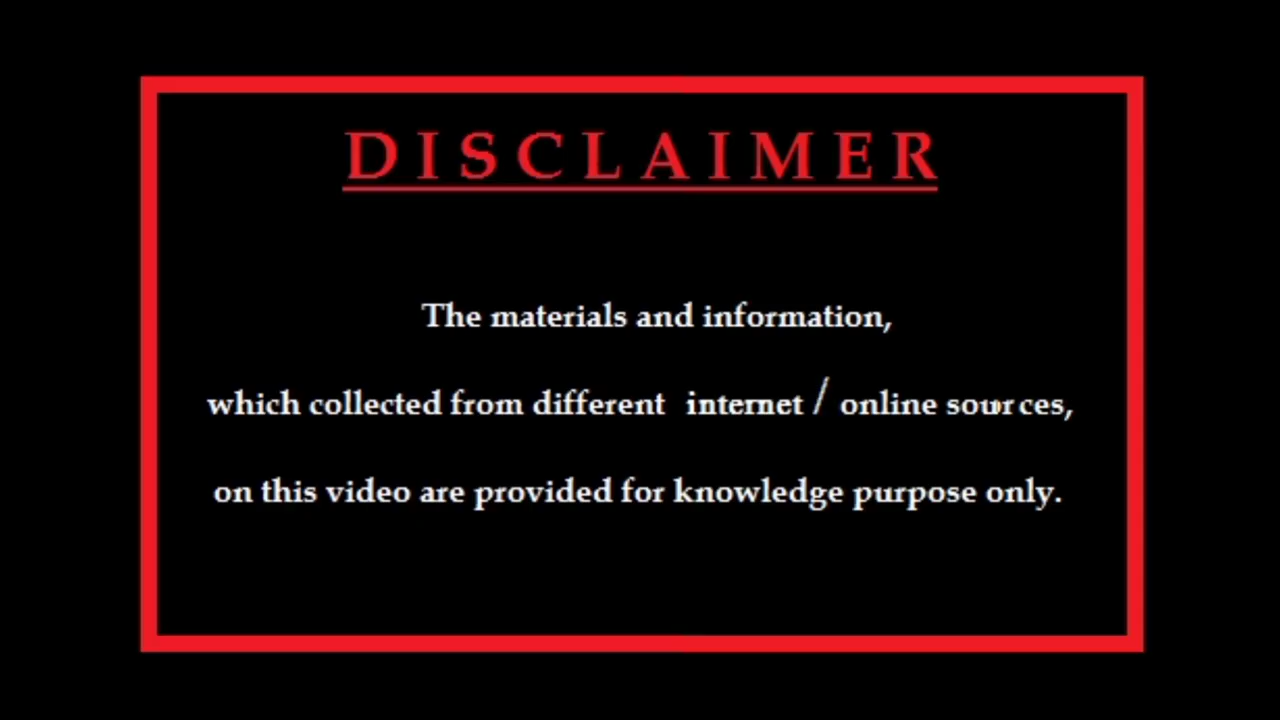 DISCLAIMER
The materials and information,
which collected from different internet / online sources,
on this video are provided for knowledge purpose only.